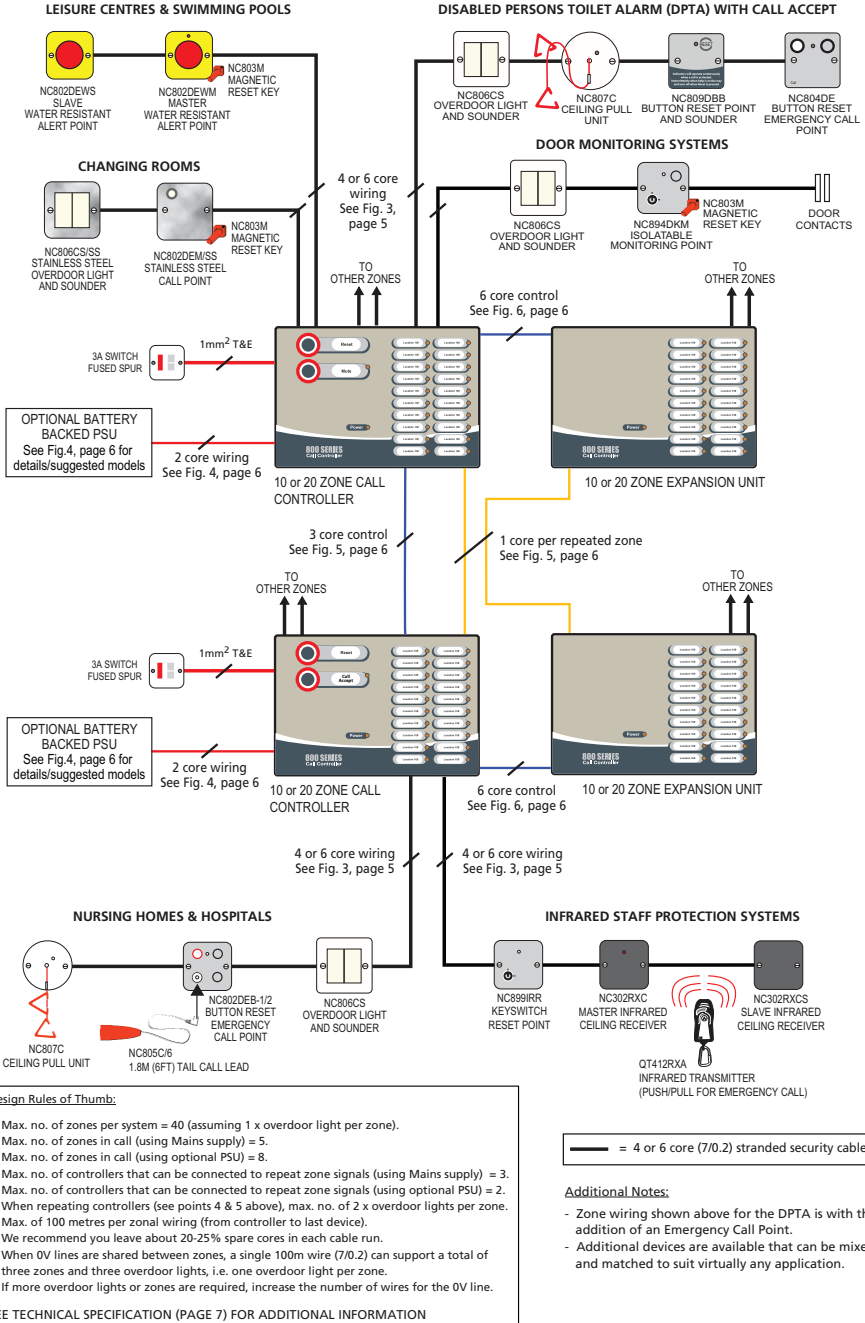 LEISURE CENTRES & SWIMMING POOLS
DISABLED PERSONS TOILET ALARM (DPTA) WITH CALL ACCEPT
NC802DEWS
SLAVE
WATER RESISTANT
ALERT POINT
NC802DEWM
MASTER
WATER RESISTANT
ALERT POINT
NC803M
MAGNETIC
RESET KEY
NC806CS
OVERDOOR LIGHT
AND SOUNDER
NC807C
CEILING PULL
UNIT
NC809DBB
BUTTON RESET POINT
AND SOUNDER
NC804DE
BUTTON RESET
EMERGENCY CALL
POINT
CHANGING ROOMS
DOOR MONITORING SYSTEMS
4 or 6 core
wiring
See Fig. 3,
page 5
NC806CS/SS
STAINLESS STEEL
OVERDOOR LIGHT
AND SOUNDER
NC802DEM/SS
STAINLESS STEEL
CALL POINT
NC803M
MAGNETIC
RESET KEY
NC806CS
OVERDOOR LIGHT
AND SOUNDER
NC894DKM
ISOLATABLE
MONITORING POINT
NC803M
MAGNETIC
RESET KEY
DOOR
CONTACTS
TO
OTHER ZONES
6 core control
See Fig. 6, page 6
TO
OTHER ZONES
3A SWITCH
FUSED SPUR
1mm² T&E
Reset
Mute
Power
800 SERIES
Call Controller
Power
800 SERIES
Call Controller
OPTIONAL BATTERY
BACKED PSU
See Fig.4, page 6 for
details/suggested models
2 core wiring
See Fig. 4, page 6
10 or 20 ZONE CALL
CONTROLLER
10 or 20 ZONE EXPANSION UNIT
3 core control
See Fig. 5, page 6
1 core per repeated zone
See Fig. 5, page 6
TO
OTHER ZONES
TO
OTHER ZONES
3A SWITCH
FUSED SPUR
1mm² T&E
Reset
Call
Accept
Power
800 SERIES
Call Controller
Power
800 SERIES
Call Controller
OPTIONAL BATTERY
BACKED PSU
See Fig.4, page 6 for
details/suggested models
2 core wiring
See Fig. 4, page 6
10 or 20 ZONE CALL
CONTROLLER
6 core control
See Fig. 6, page 6
10 or 20 ZONE EXPANSION UNIT
4 or 6 core wiring
See Fig. 3, page 5
4 or 6 core wiring
See Fig. 3, page 5
NURSING HOMES & HOSPITALS
INFRARED STAFF PROTECTION SYSTEMS
NC807C
CEILING PULL UNIT
NC805C/6
1.8M (6FT) TAIL CALL LEAD
NC802DEB-1/2
BUTTON RESET
EMERGENCY
CALL POINT
NC806CS
OVERDOOR LIGHT
AND SOUNDER
NC899IRR
KEYSWITCH
RESET POINT
NC302RXC
MASTER INFRARED
CEILING RECEIVER
NC302RXCS
SLAVE INFRARED
CEILING RECEIVER
QT412RXA
INFRARED TRANSMITTER
(PUSH/PULL FOR EMERGENCY CALL)
esign Rules of Thumb:
Max. no. of zones per system = 40 (assuming 1 x overdoor light per zone).
Max. no. of zones in call (using Mains supply) = 5.
Max. no. of zones in call (using optional PSU) = 8.
Max. no. of controllers that can be connected to repeat zone signals (using Mains supply) = 3.
Max. no. of controllers that can be connected to repeat zone signals (using optional PSU) = 2.
When repeating controllers (see points 4 & 5 above), max. no. of 2 x overdoor lights per zone.
Max. of 100 metres per zonal wiring (from controller to last device).
We recommend you leave about 20-25% spare cores in each cable run.
When 0V lines are shared between zones, a single 100m wire (7/0.2) can support a total of
three zones and three overdoor lights, i.e. one overdoor light per zone.
If more overdoor lights or zones are required, increase the number of wires for the 0V line.
EE TECHNICAL SPECIFICATION (PAGE 7) FOR ADDITIONAL INFORMATION
= 4 or 6 core (7/0.2) stranded security cable
Additional Notes:
- Zone wiring shown above for the DPTA is with th
addition of an Emergency Call Point.
- Additional devices are available that can be mixe
and matched to suit virtually any application.